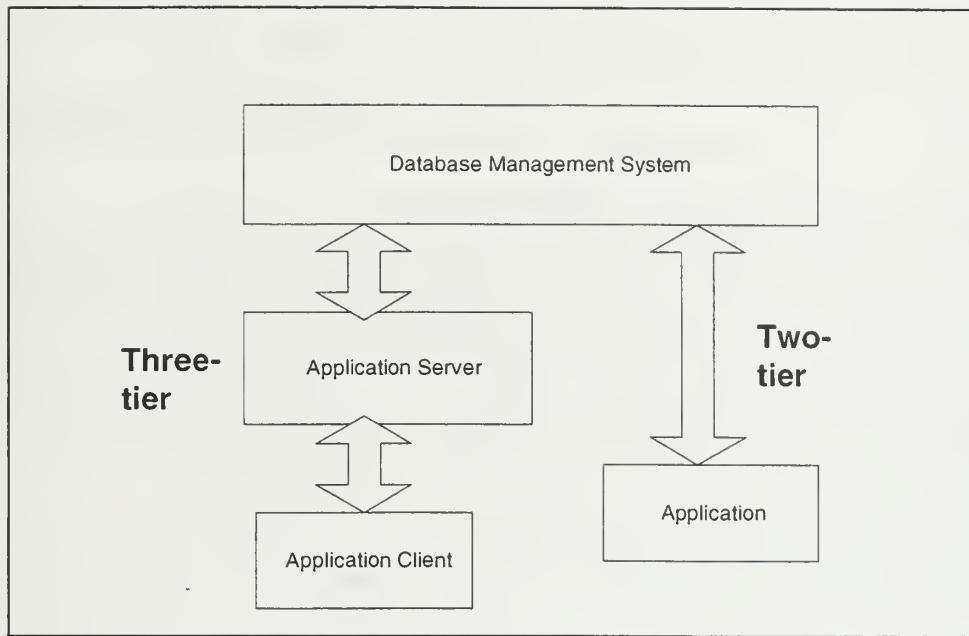 Database Management System
Three-
tier
Application Server
Two-
tier
Application
Application Client